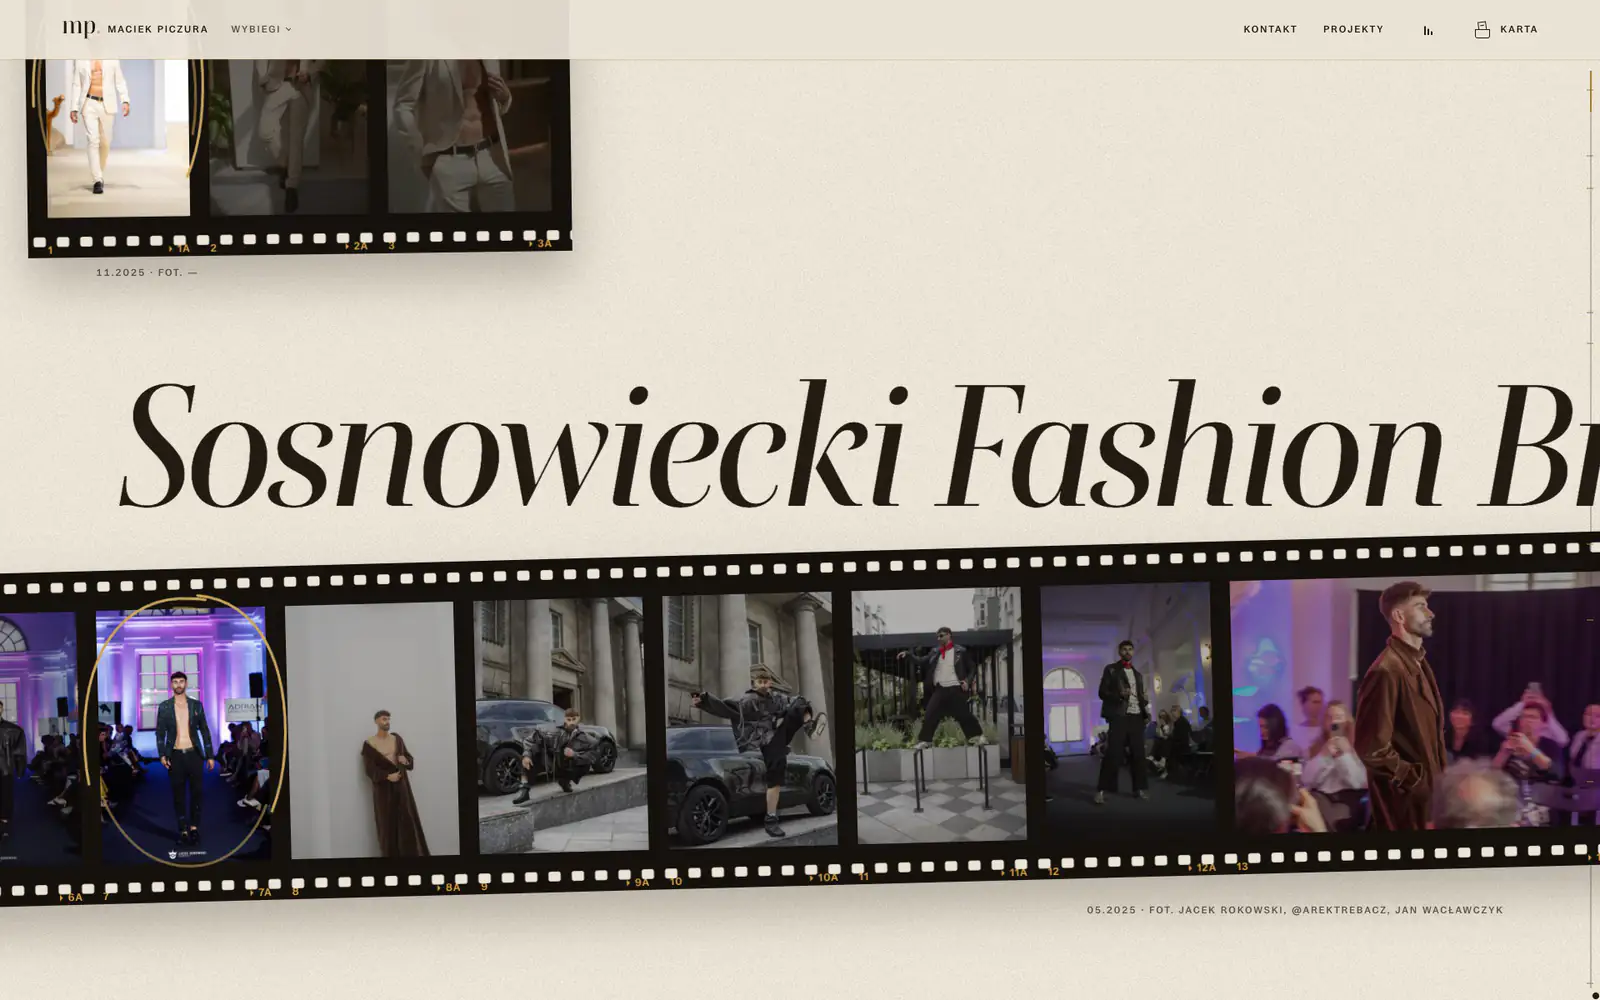 mp. MACIEK PICZURA WYBIEGI KONTAKT PROJEKTY KARTA
1 1A 2 2A 3 3A
11.2025 · FOT. —
Sosnowiecki Fashion Br
6A 7 7A 8 8A 9 9A 10 10A 11 11A 12 12A 13
05.2025 · FOT. JACEK ROKOWSKI, @AREKTREBACZ, JAN WACŁAWCZYK